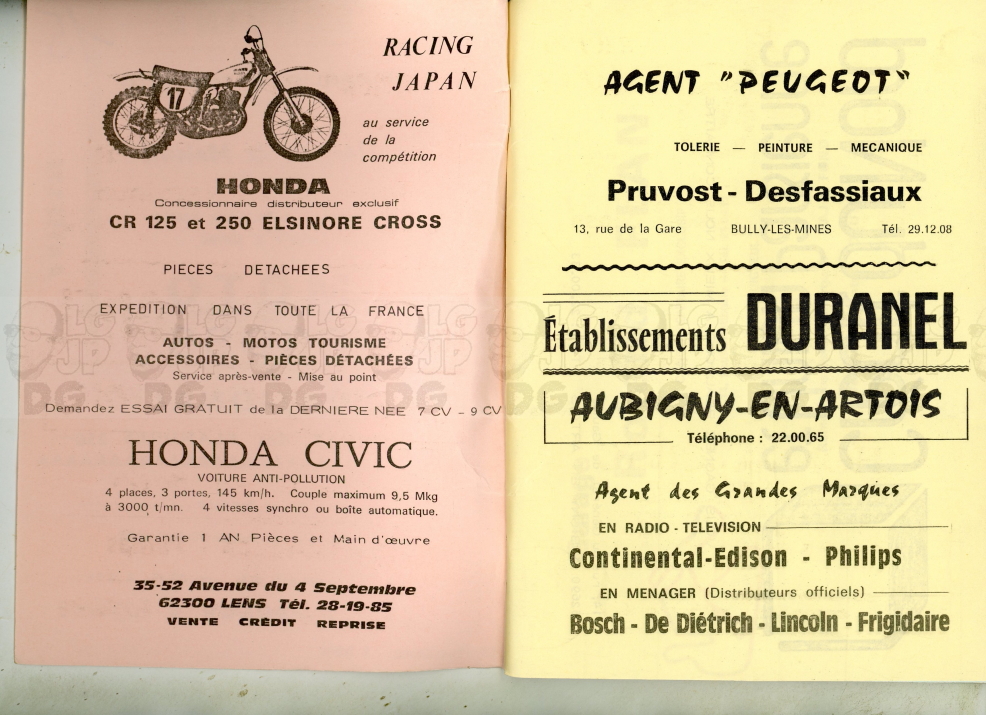 RACING
JAPAN
17
au service
de la
compétition
HONDA
Concessionnaire distributeur exclusif
CR 125 et 250 ELSINORE CROSS
PIECES DETACHEES
EXPEDITION DANS TOUTE LA FRANCE
AUTOS - MOTOS TOURISME
ACCESSOIRES - PIÈCES DÉTACHÉES
Service après-vente - Mise au point
Demandez ESSAI GRATUIT de la DERNIERE NEE 7 CV - 9 CV
HONDA CIVIC
VOITURE ANTI-POLLUTION
4 places, 3 portes, 145 km/h. Couple maximum 9,5 Mkg
à 3000 t/mn. 4 vitesses synchro ou boîte automatique.
Garantie 1 AN Pièces et Main d'œuvre
35-52 Avenue du 4 Septembre
62300 LENS Tél. 28-19-85
VENTE CRÉDIT REPRISE
AGENT "PEUGEOT"
TOLERIE — PEINTURE — MECANIQUE
Pruvost - Desfassiaux
13, rue de la Gare BULLY-LES-MINES Tél. 29.12.08
Établissements DURANEL
AUBIGNY-EN-ARTOIS
Téléphone : 22.00.65
Agent des Grandes Marques
EN RADIO - TELEVISION
Continental-Edison - Philips
EN MENAGER (Distributeurs officiels)
Bosch - De Diétrich - Lincoln - Frigidaire
LG JP DG